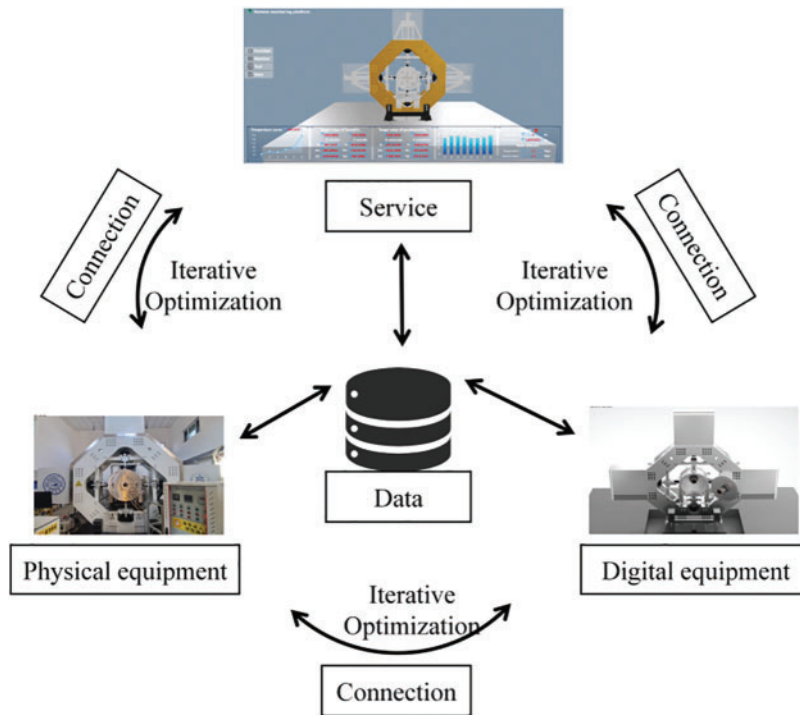 Service
Connection
Connection
Iterative
Optimization
Iterative
Optimization
Data
Physical equipment
Digital equipment
Iterative
Optimization
Connection